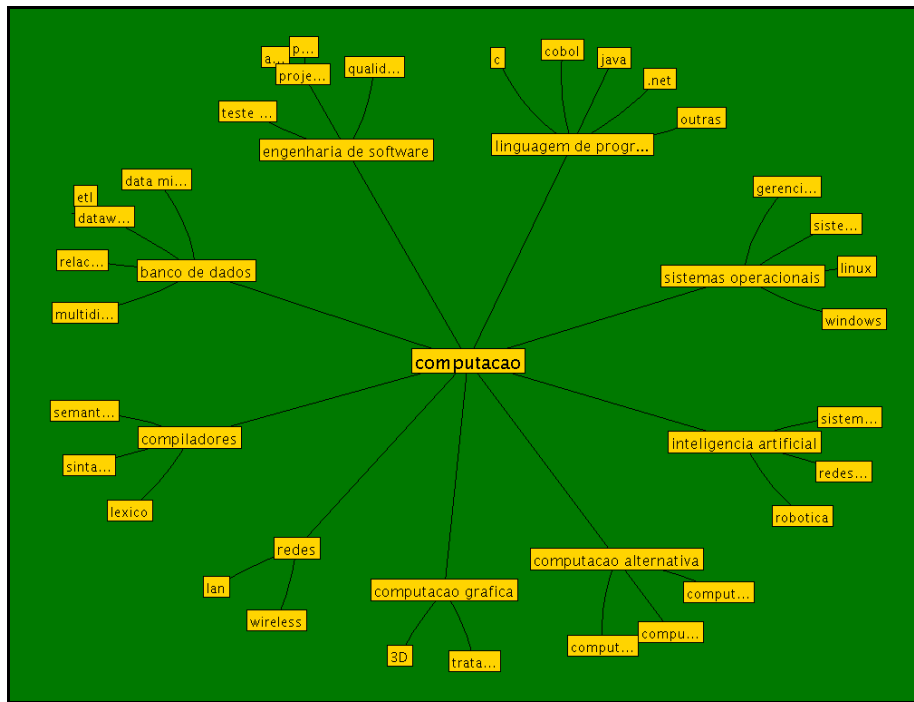 p...
a...
cobol
c
java
qualid...
proje...
.net
teste ...
outras
engenharia de software
linguagem de progr...
data mi...
gerenci...
etl
dataw...
siste...
relac...
banco de dados
linux
sistemas operacionais
multidi...
windows
computacao
semant...
sistem...
compiladores
inteligencia artificial
sinta...
redes...
lexico
robotica
redes
computacao alternativa
lan
computacao grafica
comput...
wireless
compu...
comput...
3D
trata...